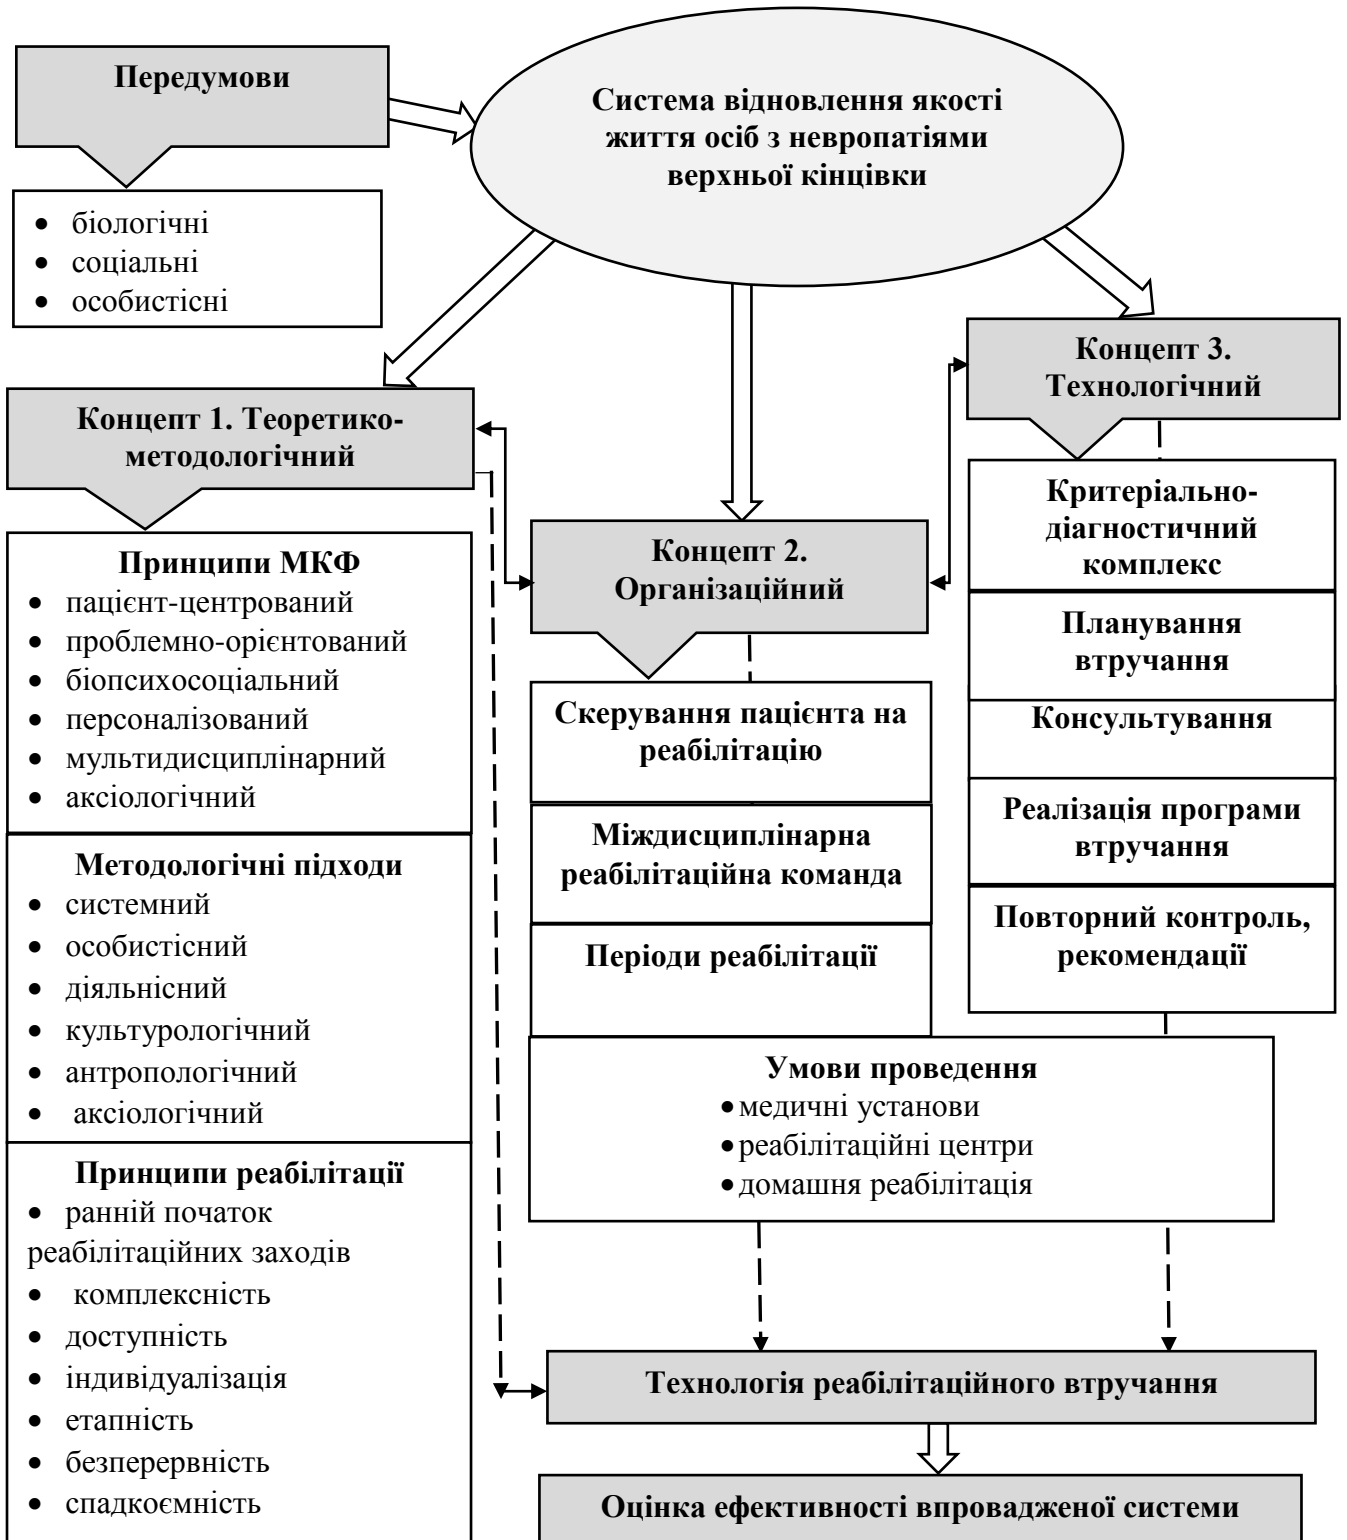 Передумови
• біологічні
• соціальні
• особистісні
Система відновлення якості
життя осіб з невропатіями
верхньої кінцівки
Концепт 1. Теоретико-
методологічний
Принципи МКФ
• пацієнт-центрований
• проблемно-орієнтований
• біопсихосоціальний
• персоналізований
• мультидисциплінарний
• аксіологічний
Методологічні підходи
• системний
• особистісний
• діяльнісний
• культурологічний
• антропологічний
• аксіологічний
Принципи реабілітації
• ранній початок
реабілітаційних заходів
• комплексність
• доступність
• індивідуалізація
• етапність
• безперервність
• спадкоємність
Концепт 2.
Організаційний
Скерування пацієнта на
реабілітацію
Міждисциплінарна
реабілітаційна команда
Періоди реабілітації
Концепт 3.
Технологічний
Критеріально-
діагностичний
комплекс
Планування
втручання
Консультування
Реалізація програми
втручання
Повторний контроль,
рекомендації
Умови проведення
• медичні установи
• реабілітаційні центри
• домашня реабілітація
Технологія реабілітаційного втручання
Оцінка ефективності впровадженої системи